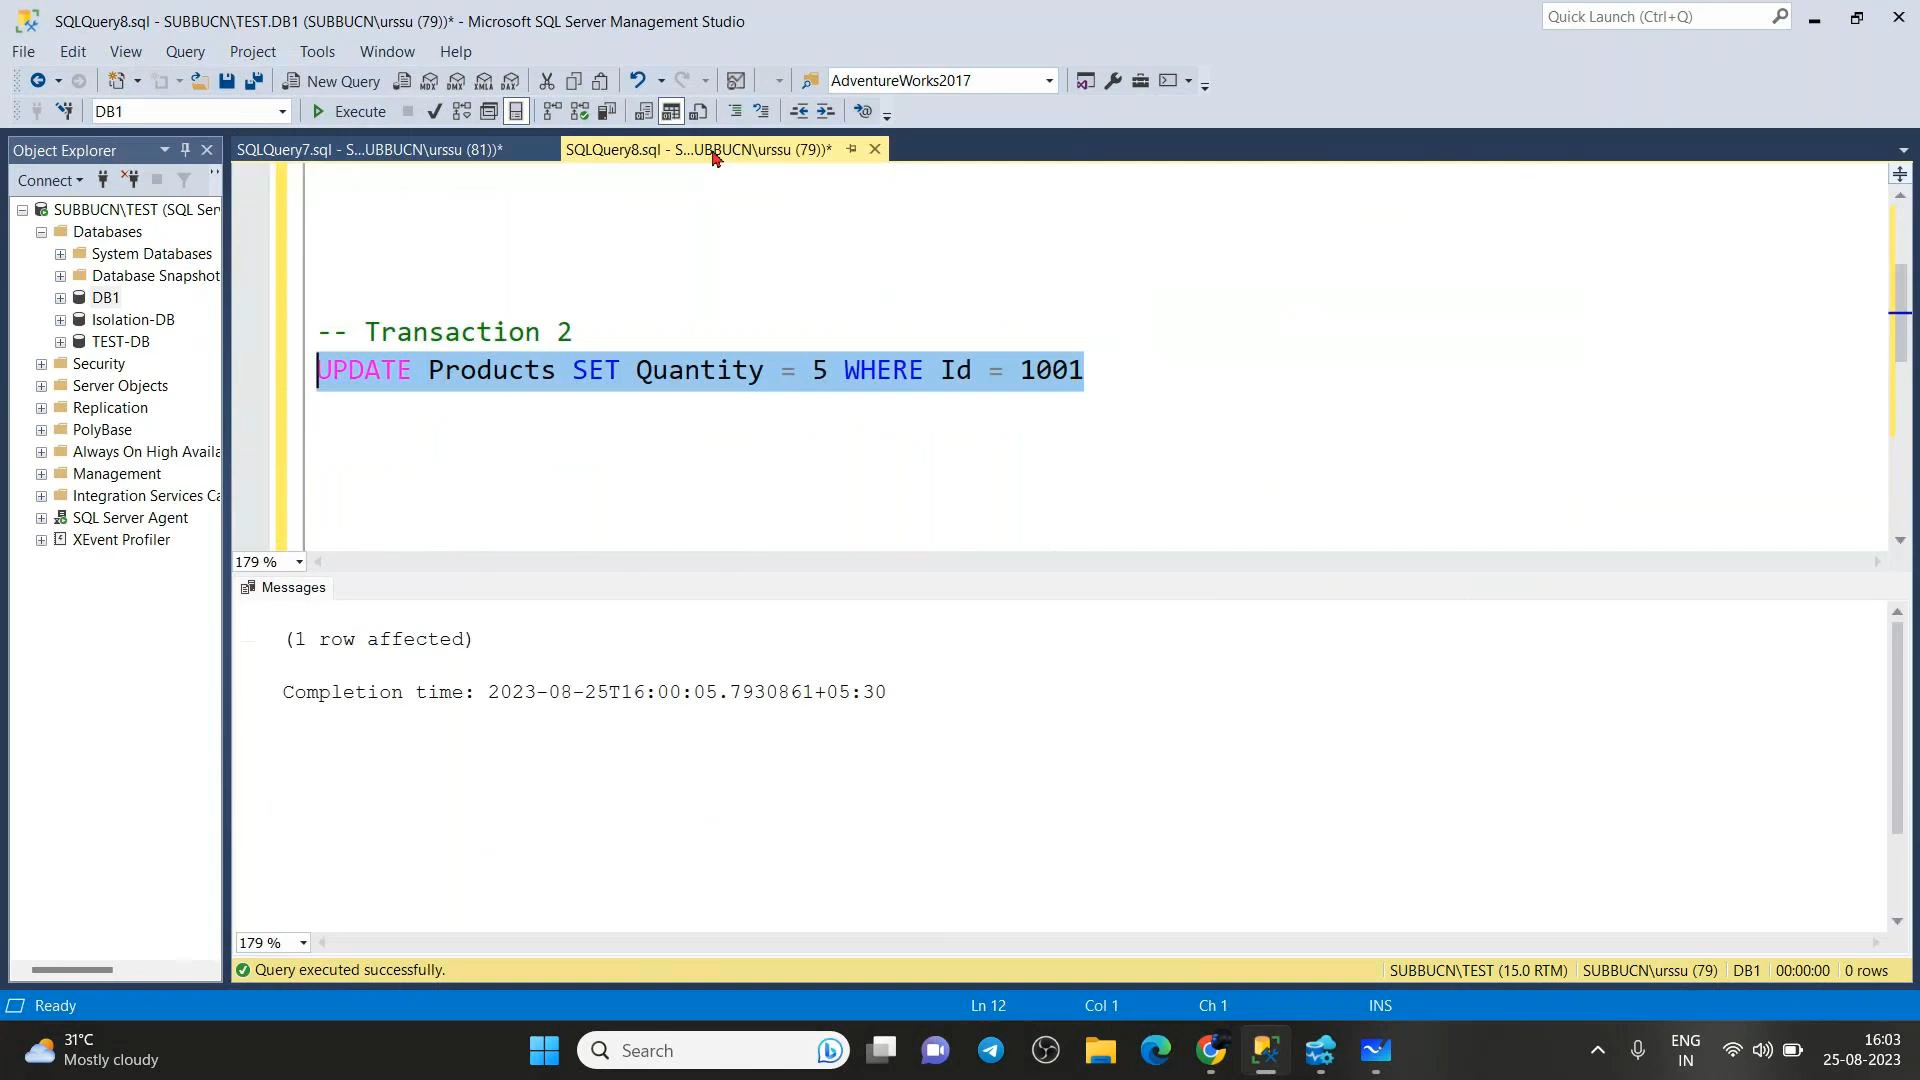 SQLQuery8.sql - SUBBUCN\TEST.DB1 (SUBBUCN\urssu (79))* - Microsoft SQL Server Management Studio
Quick Launch (Ctrl+Q)
File Edit View Query Project Tools Window Help
New Query MDX DMX XMLA DAX AdventureWorks2017
DB1 Execute
Object Explorer
SQLQuery7.sql - S...UBBUCN\urssu (81))*
SQLQuery8.sql - S...UBBUCN\urssu (79))*
Connect
SUBBUCN\TEST (SQL Ser
Databases
System Databases
Database Snapshot
DB1
Isolation-DB
TEST-DB
Security
Server Objects
Replication
PolyBase
Always On High Availa
Management
Integration Services Ca
SQL Server Agent
XEvent Profiler
-- Transaction 2
UPDATE Products SET Quantity = 5 WHERE Id = 1001
179 %
Messages
(1 row affected)
Completion time: 2023-08-25T16:00:05.7930861+05:30
179 %
Query executed successfully.
SUBBUCN\TEST (15.0 RTM) SUBBUCN\urssu (79) DB1 00:00:00 0 rows
Ready Ln 12 Col 1 Ch 1 INS
31°C
Mostly cloudy
Search
ENG
IN
16:03
25-08-2023